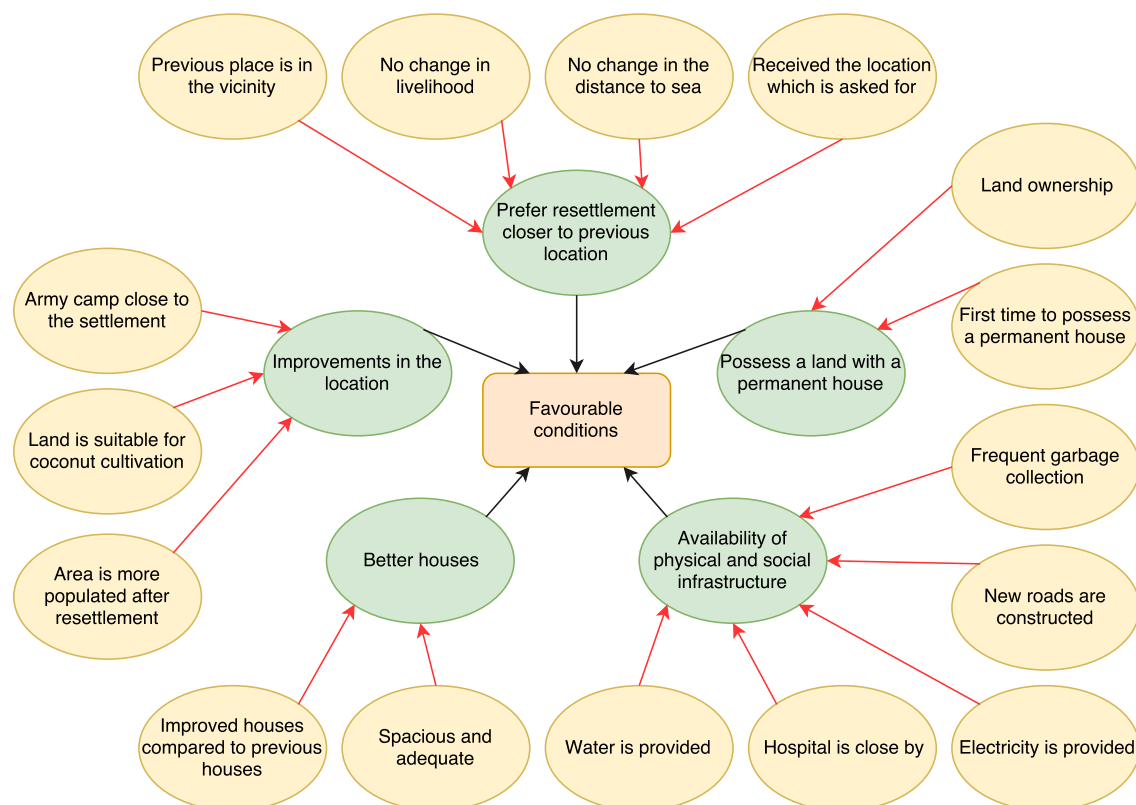 Previous place is in
the vicinity
No change in
livelihood
No change in the
distance to sea
Received the location
which is asked for
Land ownership
Prefer resettlement
closer to previous
location
Army camp close to
the settlement
First time to possess
a permanent house
Improvements in the
location
Possess a land with a
permanent house
Favourable
conditions
Land is suitable for
coconut cultivation
Frequent garbage
collection
Better houses
Availability of
physical and social
infrastructure
Area is more
populated after
resettlement
New roads are
constructed
Improved houses
compared to previous
houses
Spacious and
adequate
Water is provided
Hospital is close by
Electricity is provided